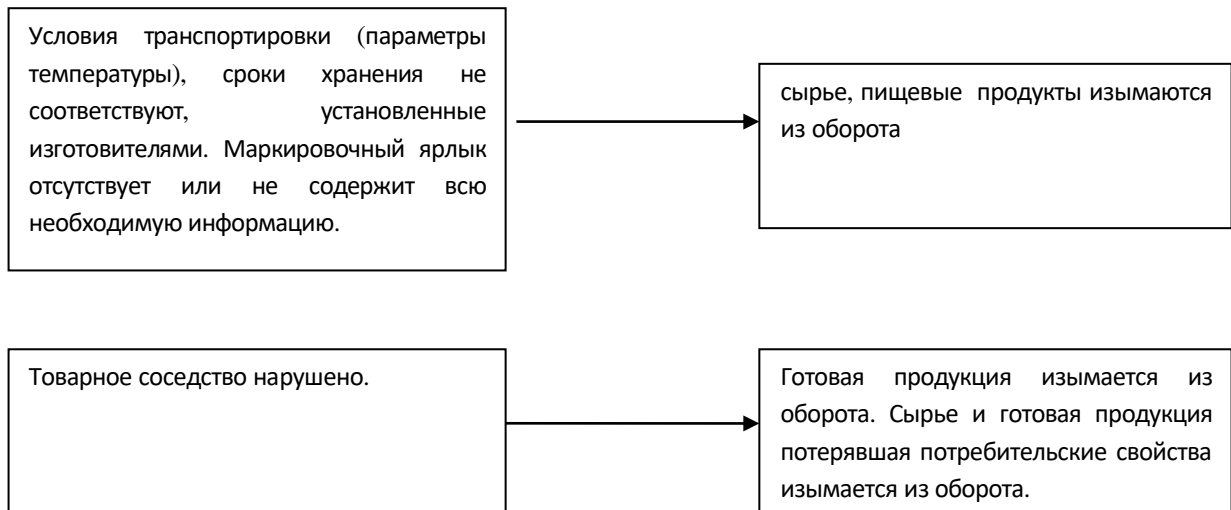 Условия транспортировки (параметры
температуры), сроки хранения не
соответствуют, установленные
изготовителями. Маркировочный ярлык
отсутствует или не содержит всю
необходимую информацию.
сырье, пищевые продукты изымаются
из оборота
Товарное соседство нарушено.
Готовая продукция изымается из
оборота. Сырье и готовая продукция
потерявшая потребительские свойства
изымается из оборота.